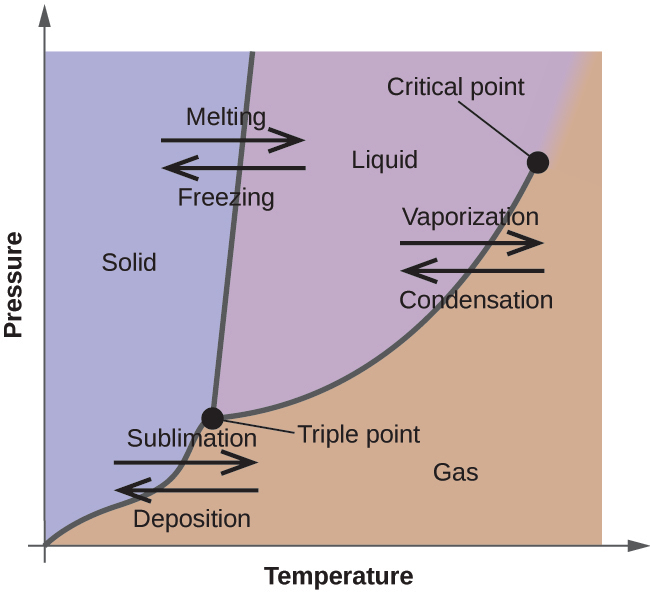 Critical point
Melting
Liquid
Freezing
Vaporization
Solid
Condensation
Pressure
Triple point
Sublimation
Gas
Deposition
Temperature